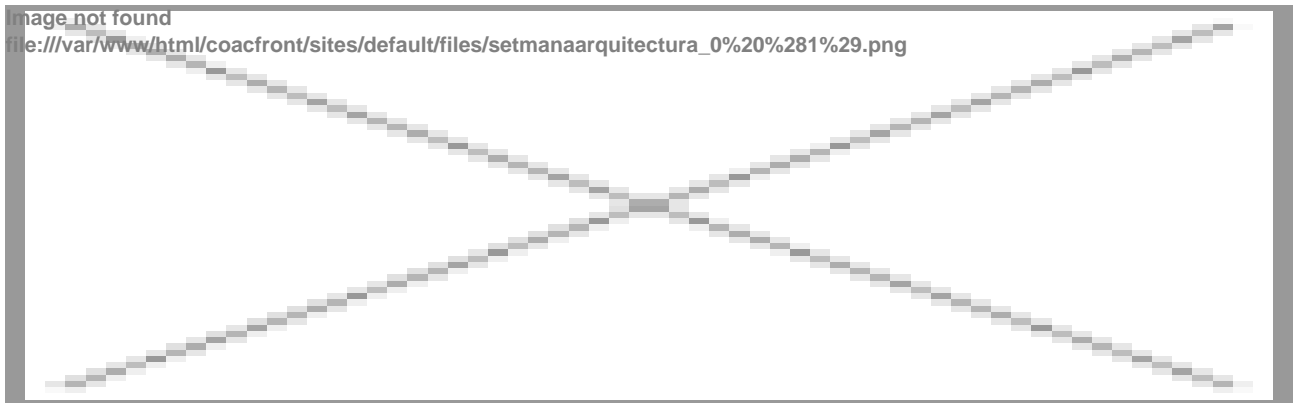 Image not found
file:///var/www/html/coacfront/sites/default/files/setmanaarquitectura_0%20%281%29.png